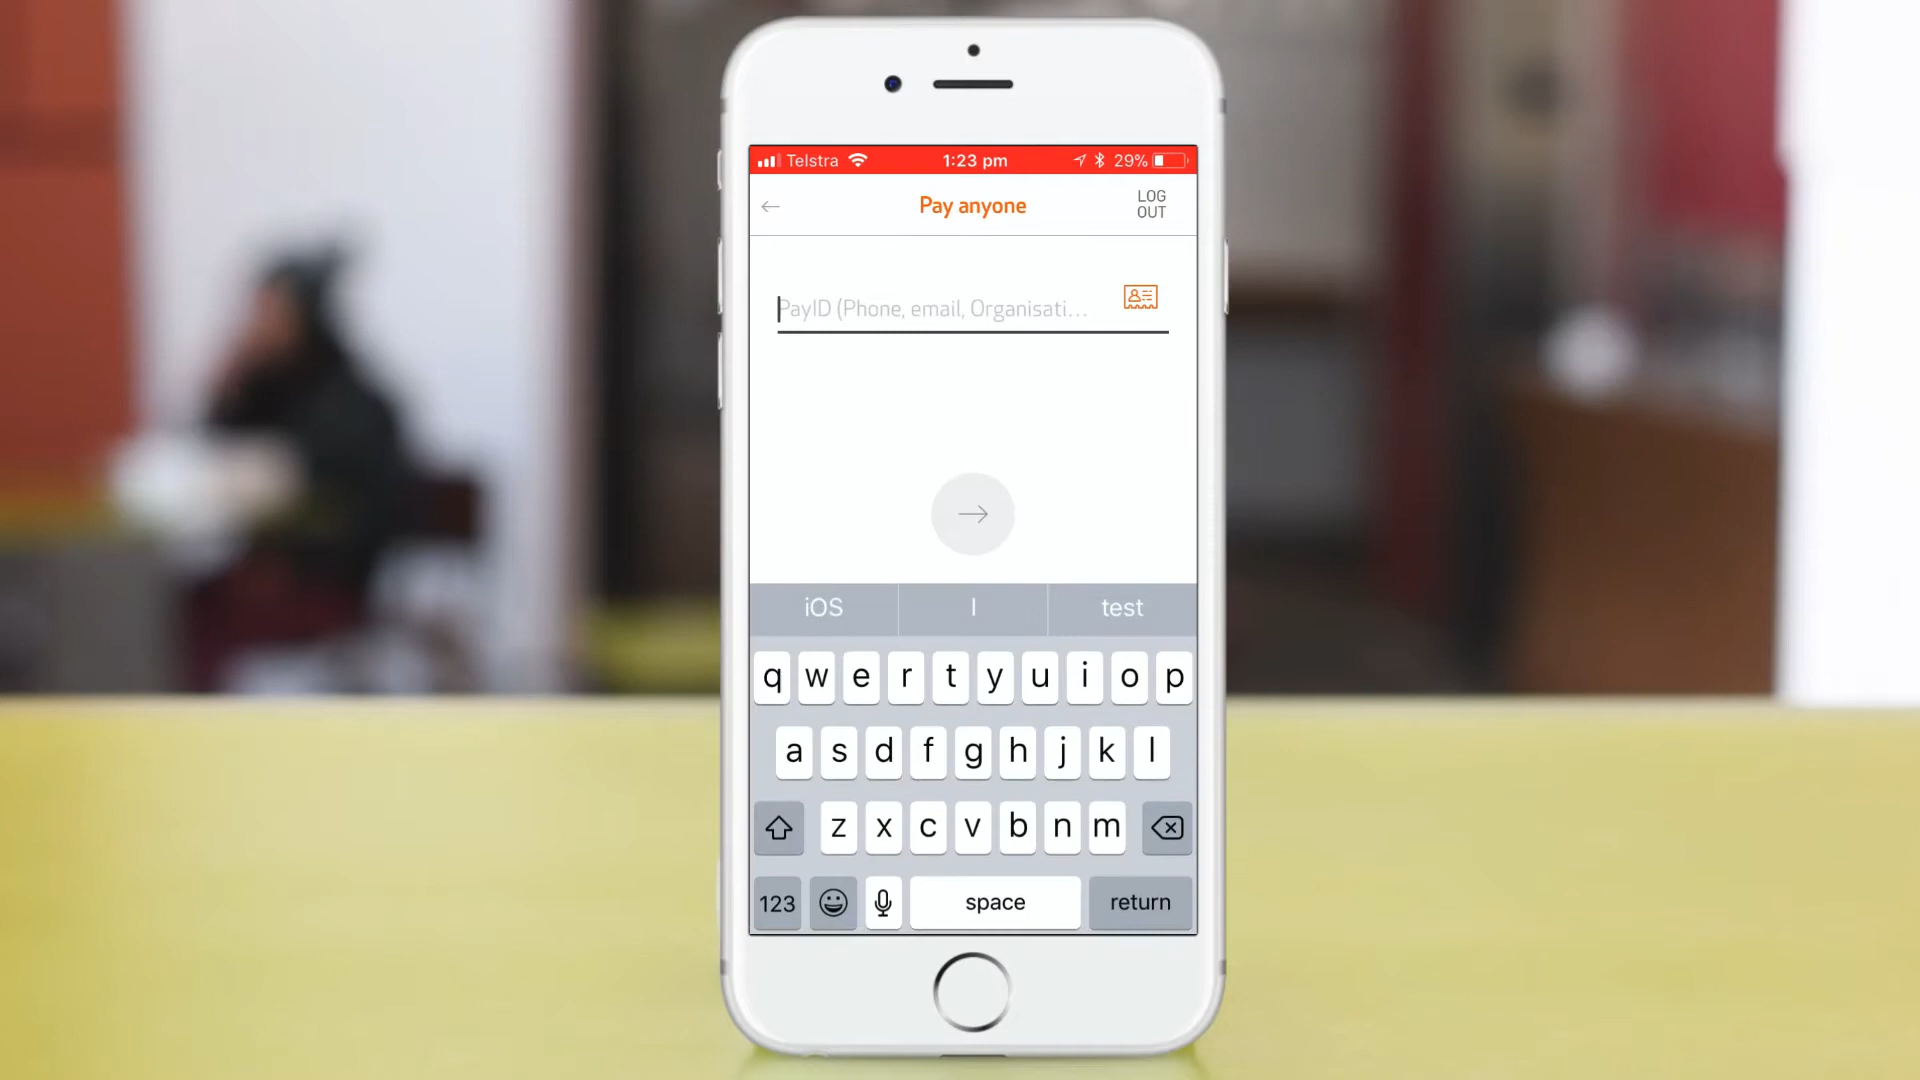 Telstra 1:23 pm 29%
Pay anyone
LOG
OUT
PayID (Phone, email, Organisati...
iOS I test
q w e r t y u i o p
a s d f g h j k l
z x c v b n m
123 space return